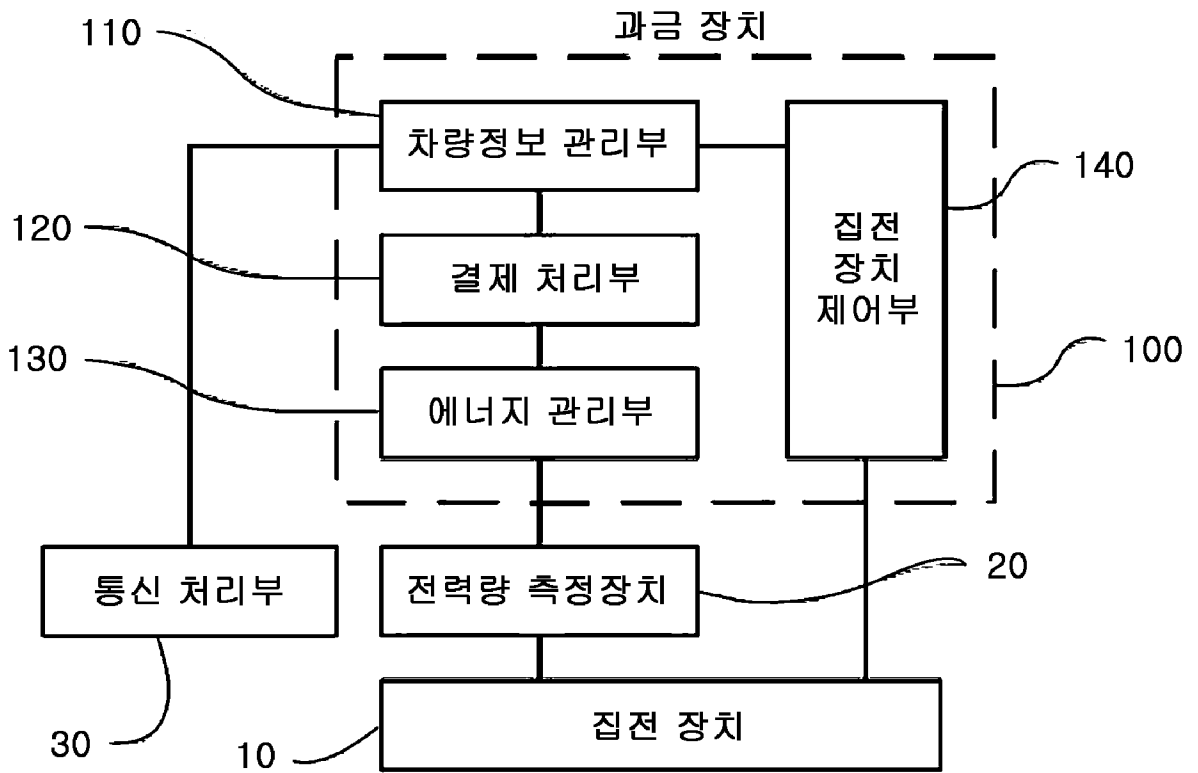 과금 장치
110
차량정보 관리부
140
집전
장치
제어부
120
결제 처리부
130
에너지 관리부
100
통신 처리부
전력량 측정장치
20
30
10
집전 장치